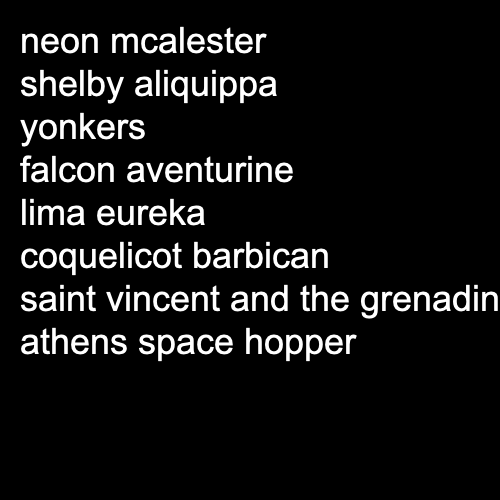 neon mcalester
shelby aliquippa
yonkers
falcon aventurine
lima eureka
coquelicot barbican
saint vincent and the grenadin
athens space hopper